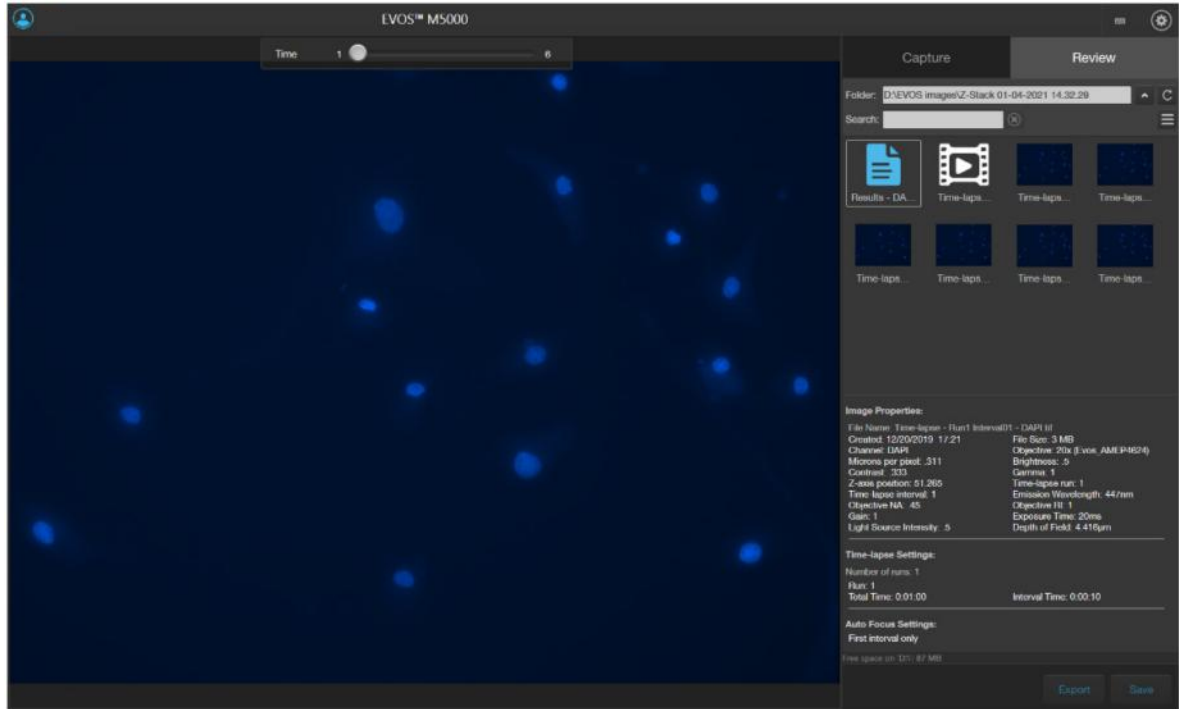 EVOS™ M5000
Time 1 6
Capture Review
Folder: D:\EVOS images\Z-Stack 01-04-2021 14.32.29
Search:
Results - DA... Time-laps... Time-laps... Time-laps...
Time-laps... Time-laps... Time-laps... Time-laps...
Image Properties:
File Name: Time-lapse - Run1 Interval01 - DAPI.tif
Created: 12/20/2019 17:21 File Size: 3 MB
Channel: DAPI Objective: 20x (Evos_AMEP4624)
Microns per pixel: .311 Brightness: .5
Contrast: .333 Gamma: 1
Z-axis position: 51.265 Time-lapse run: 1
Time-lapse interval: 1 Emission Wavelength: 447nm
Objective NA: .45 Objective RI: 1
Gain: 1 Exposure Time: 20ms
Light Source Intensity: .5 Depth of Field: 4.416μm
Time-lapse Settings:
Number of runs: 1
Run: 1
Total Time: 0:01:00 Interval Time: 0:00:10
Auto Focus Settings:
First interval only
Free space on 'D:\': 87 MB
Export Save